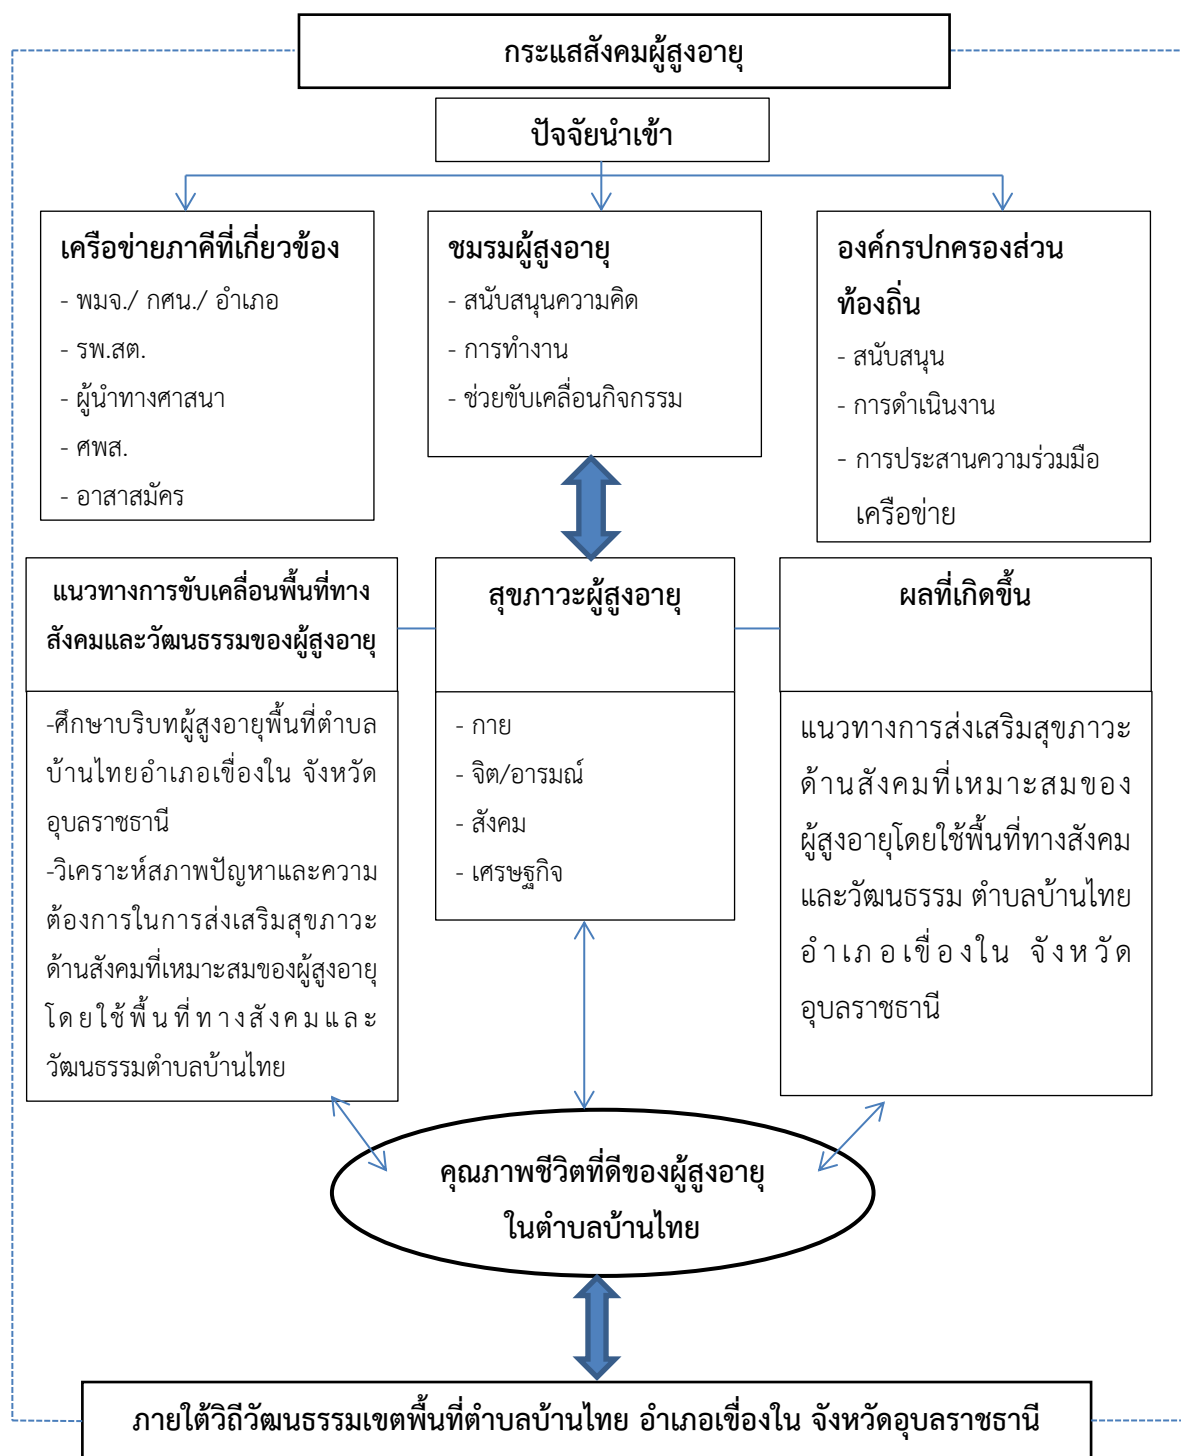 กระแสสังคมผู้สูงอายุ
ปัจจัยนำเข้า
เครือข่ายภาคีที่เกี่ยวข้อง
- พมจ./ กศน./ อำเภอ
- รพ.สต.
- ผู้นำทางศาสนา
- ศพส.
- อาสาสมัคร
ชมรมผู้สูงอายุ
- สนับสนุนความคิด
- การทำงาน
- ช่วยขับเคลื่อนกิจกรรม
องค์กรปกครองส่วน
ท้องถิ่น
- สนับสนุน
- การดำเนินงาน
- การประสานความร่วมมือ
เครือข่าย
แนวทางการขับเคลื่อนพื้นที่ทาง
สังคมและวัฒนธรรมของผู้สูงอายุ
-ศึกษาบริบทผู้สูงอายุพื้นที่ตำบล
บ้านไทยอำเภอเขื่องใน จังหวัด
อุบลราชธานี
-วิเคราะห์สภาพปัญหาและความ
ต้องการในการส่งเสริมสุขภาวะ
ด้านสังคมที่เหมาะสมของผู้สูงอายุ
โดยใช้พื้นที่ทางสังคมและ
วัฒนธรรมตำบลบ้านไทย
สุขภาวะผู้สูงอายุ
- กาย
- จิต/อารมณ์
- สังคม
- เศรษฐกิจ
ผลที่เกิดขึ้น
แนวทางการส่งเสริมสุขภาวะ
ด้านสังคมที่เหมาะสมของ
ผู้สูงอายุโดยใช้พื้นที่ทางสังคม
และวัฒนธรรม ตำบลบ้านไทย
อำเภอเขื่องใน จังหวัด
อุบลราชธานี
คุณภาพชีวิตที่ดีของผู้สูงอายุ
ในตำบลบ้านไทย
ภายใต้วิถีวัฒนธรรมเขตพื้นที่ตำบลบ้านไทย อำเภอเขื่องใน จังหวัดอุบลราชธานี